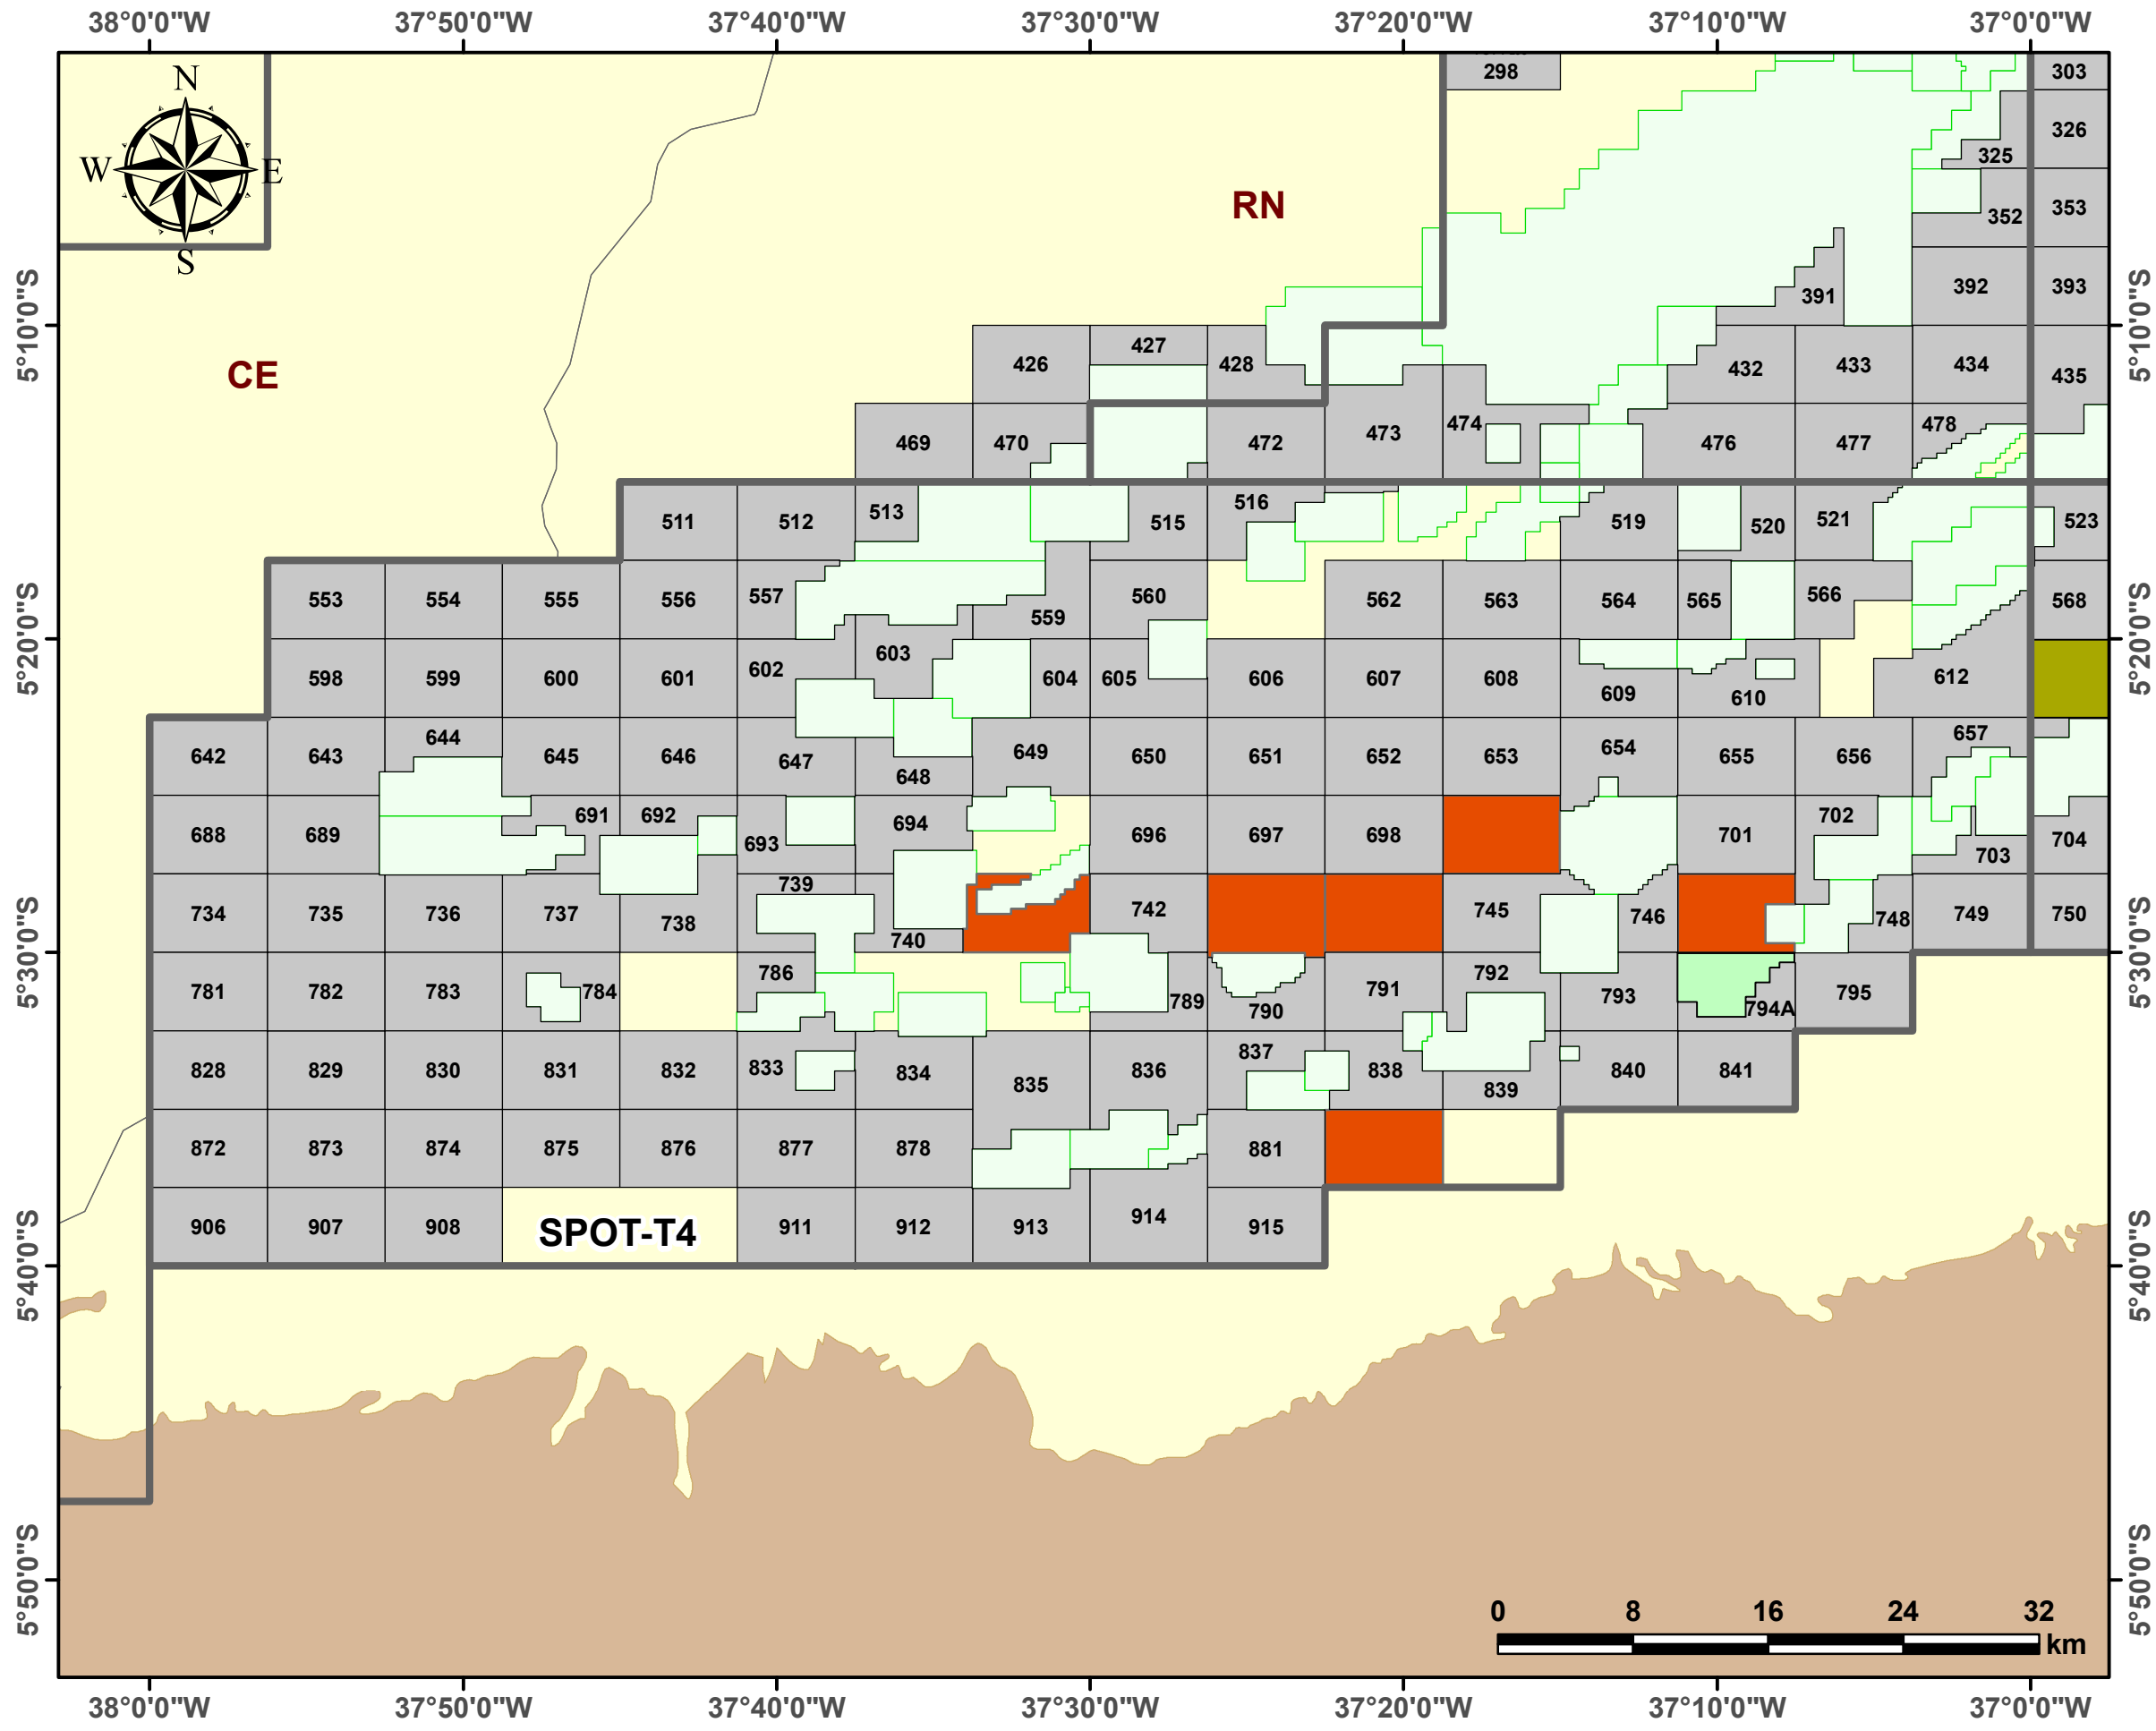 38°0'0"W 37°50'0"W 37°40'0"W 37°30'0"W 37°20'0"W 37°10'0"W 37°0'0"W
N
298 303
326
W E
325
RN
352 353
S
391 392 393
5°10'0"S 5°10'0"S
426 427 428 432 433 434 435
CE
469 470 472 473 474 476 477 478
511 512 513 515 516 519 520 521 523
553 554 555 556 557 559 560 562 563 564 565 566 568
5°20'0"S 5°20'0"S
598 599 600 601 602 603 604 605 606 607 608 609 610 612
642 643 644 645 646 647 648 649 650 651 652 653 654 655 656 657
688 689 691 692 693 694 696 697 698 701 702 703 704
734 735 736 737 738 739 740 742 745 746 748 749 750
5°30'0"S 5°30'0"S
781 782 783 784 786 789 790 791 792 793 794A 795
828 829 830 831 832 833 834 835 836 837 838 839 840 841
872 873 874 875 876 877 878 881
906 907 908 SPOT-T4 911 912 913 914 915
5°40'0"S 5°40'0"S
5°50'0"S 5°50'0"S
0 8 16 24 32
km
38°0'0"W 37°50'0"W 37°40'0"W 37°30'0"W 37°20'0"W 37°10'0"W 37°0'0"W